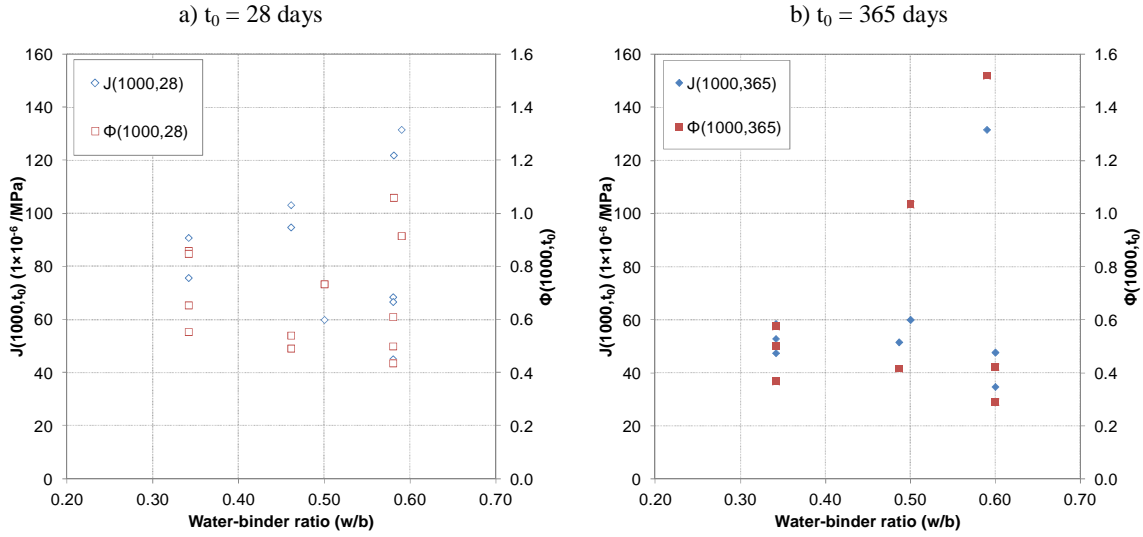 a) t₀ = 28 days
160
140
120
100
80
60
40
20
0
J(1000,t₀) (1×10⁻⁶ /MPa)
J(1000,28)
Φ(1000,28)
1.6
1.4
1.2
1.0
0.8
0.6
0.4
0.2
0.0
Φ(1000,t₀)
0.20 0.30 0.40 0.50 0.60 0.70
Water-binder ratio (w/b)
b) t₀ = 365 days
160
140
120
100
80
60
40
20
0
J(1000,t₀) (1×10⁻⁶ /MPa)
J(1000,365)
Φ(1000,365)
1.6
1.4
1.2
1.0
0.8
0.6
0.4
0.2
0.0
Φ(1000,t₀)
0.20 0.30 0.40 0.50 0.60 0.70
Water-binder ratio (w/b)